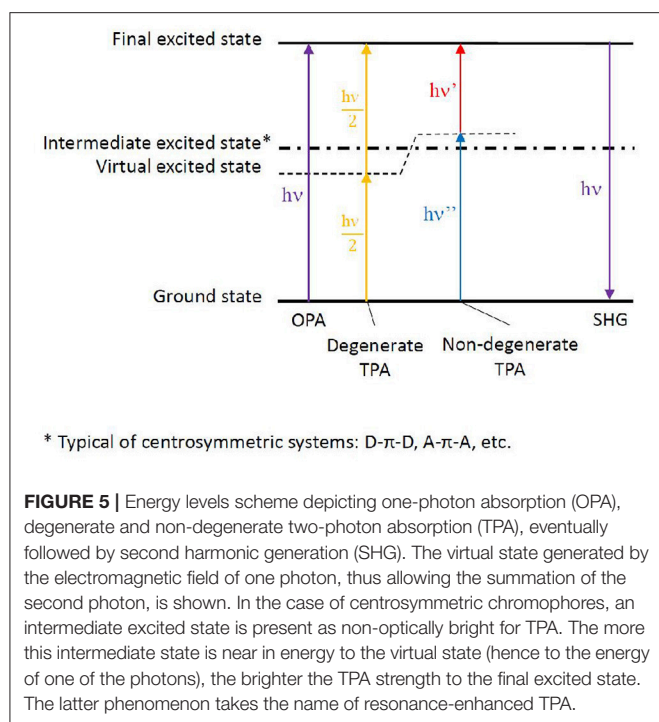 Final excited state
hν
2
hν'
Intermediate excited state*
Virtual excited state
hν
hν
2
hν''
hν
Ground state
OPA
SHG
Degenerate
TPA
Non-degenerate
TPA
* Typical of centrosymmetric systems: D-π-D, A-π-A, etc.
FIGURE 5 | Energy levels scheme depicting one-photon absorption (OPA),
degenerate and non-degenerate two-photon absorption (TPA), eventually
followed by second harmonic generation (SHG). The virtual state generated by
the electromagnetic field of one photon, thus allowing the summation of the
second photon, is shown. In the case of centrosymmetric chromophores, an
intermediate excited state is present as non-optically bright for TPA. The more
this intermediate state is near in energy to the virtual state (hence to the energy
of one of the photons), the brighter the TPA strength to the final excited state.
The latter phenomenon takes the name of resonance-enhanced TPA.